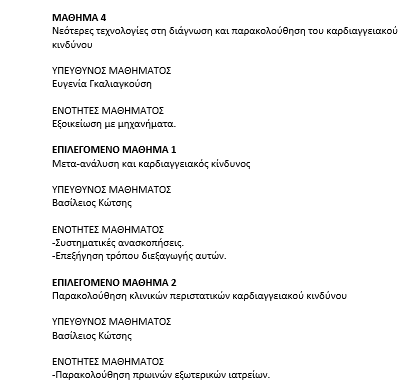 ΜΑΘΗΜΑ 4
Νεότερες τεχνολογίες στη διάγνωση και παρακολούθηση του καρδιαγγειακού
κινδύνου
ΥΠΕΥΘΥΝΟΣ ΜΑΘΗΜΑΤΟΣ
Ευγενία Γκαλιαγκούση
ΕΝΟΤΗΤΕΣ ΜΑΘΗΜΑΤΟΣ
Εξοικείωση με μηχανήματα.
ΕΠΙΛΕΓΟΜΕΝΟ ΜΑΘΗΜΑ 1
Μετα-ανάλυση και καρδιαγγειακός κίνδυνος
ΥΠΕΥΘΥΝΟΣ ΜΑΘΗΜΑΤΟΣ
Βασίλειος Κώτσης
ΕΝΟΤΗΤΕΣ ΜΑΘΗΜΑΤΟΣ
-Συστηματικές ανασκοπήσεις.
-Επεξήγηση τρόπου διεξαγωγής αυτών.
ΕΠΙΛΕΓΟΜΕΝΟ ΜΑΘΗΜΑ 2
Παρακολούθηση κλινικών περιστατικών καρδιαγγειακού κινδύνου
ΥΠΕΥΘΥΝΟΣ ΜΑΘΗΜΑΤΟΣ
Βασίλειος Κώτσης
ΕΝΟΤΗΤΕΣ ΜΑΘΗΜΑΤΟΣ
-Παρακολούθηση πρωινών εξωτερικών ιατρείων.